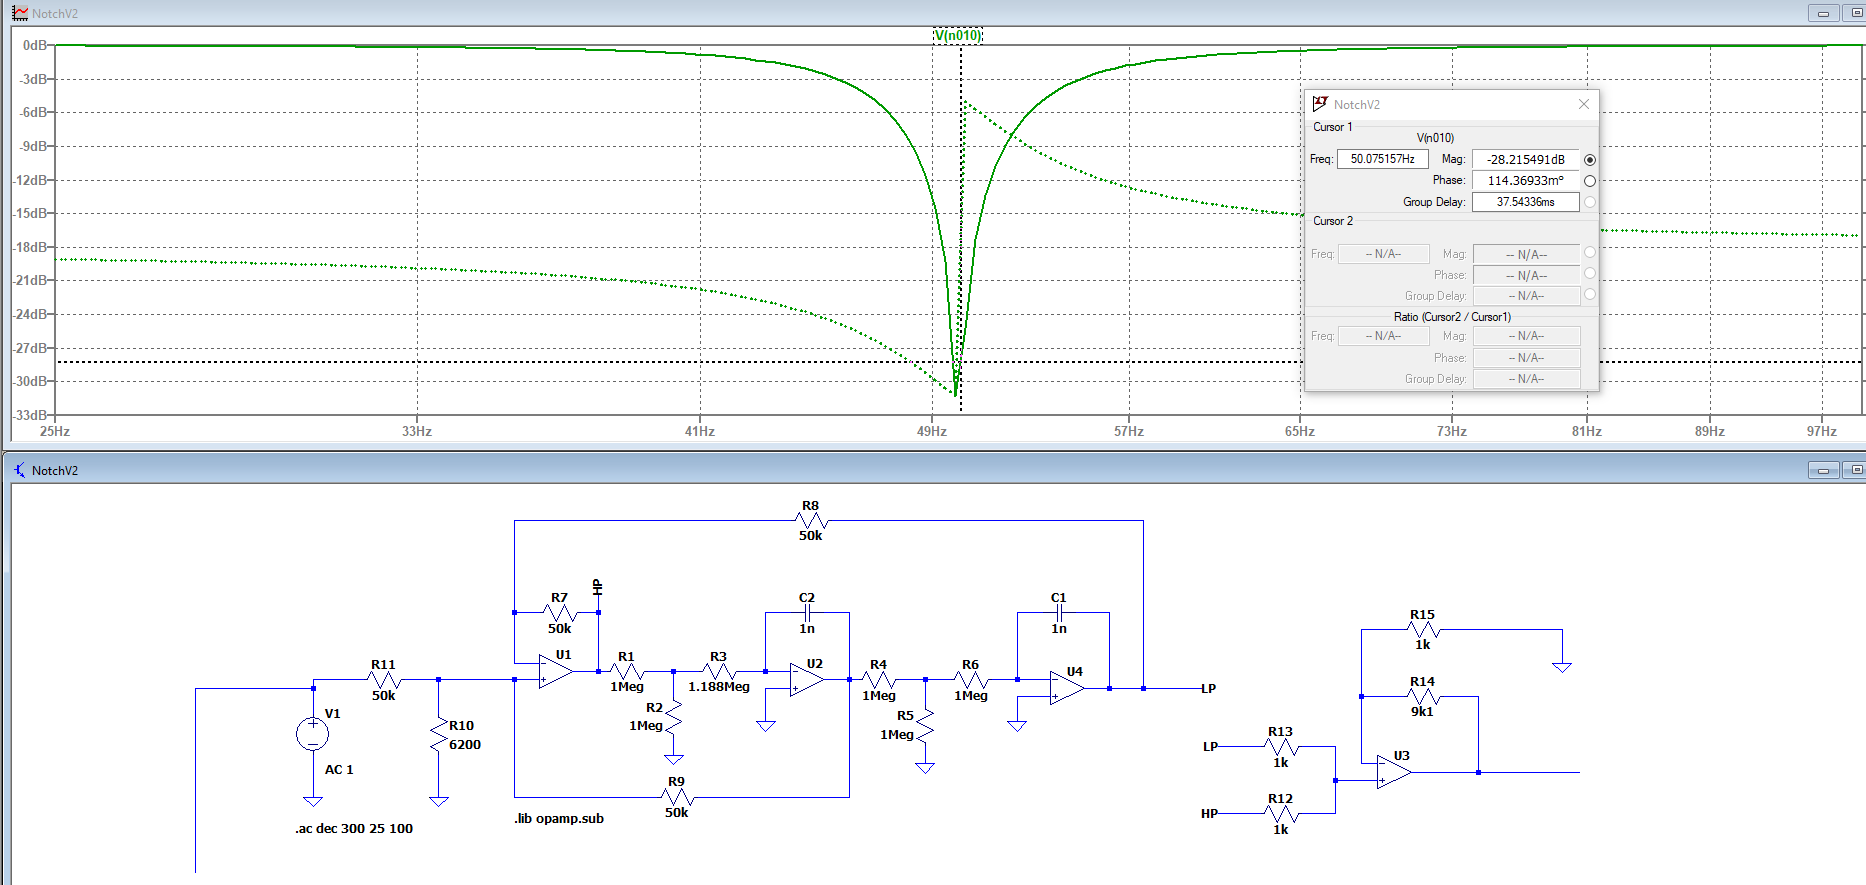 NotchV2
V(n010)
0dB
-3dB
-6dB
-9dB
-12dB
-15dB
-18dB
-21dB
-24dB
-27dB
-30dB
-33dB
25Hz 33Hz 41Hz 49Hz 57Hz 65Hz 73Hz 81Hz 89Hz 97Hz
NotchV2
Cursor 1
V(n010)
Freq: 50.075157Hz Mag: -28.215491dB
Phase: 114.36933m°
Group Delay: 37.54336ms
Cursor 2
Freq: -- N/A-- Mag: -- N/A--
Phase: -- N/A--
Group Delay: -- N/A--
Ratio (Cursor2 / Cursor1)
Freq: -- N/A-- Mag: -- N/A--
Phase: -- N/A--
Group Delay: -- N/A--
NotchV2
R8
50k
HP
R7
50k
C2
1n
C1
1n
R11
50k
U1
R1
1Meg
R3
1.188Meg
U2
R4
1Meg
R6
1Meg
U4
LP
R2
1Meg
R5
1Meg
V1
AC 1
R10
6200
R9
50k
.lib opamp.sub
.ac dec 300 25 100
R15
1k
R14
9k1
LP
R13
1k
U3
HP
R12
1k